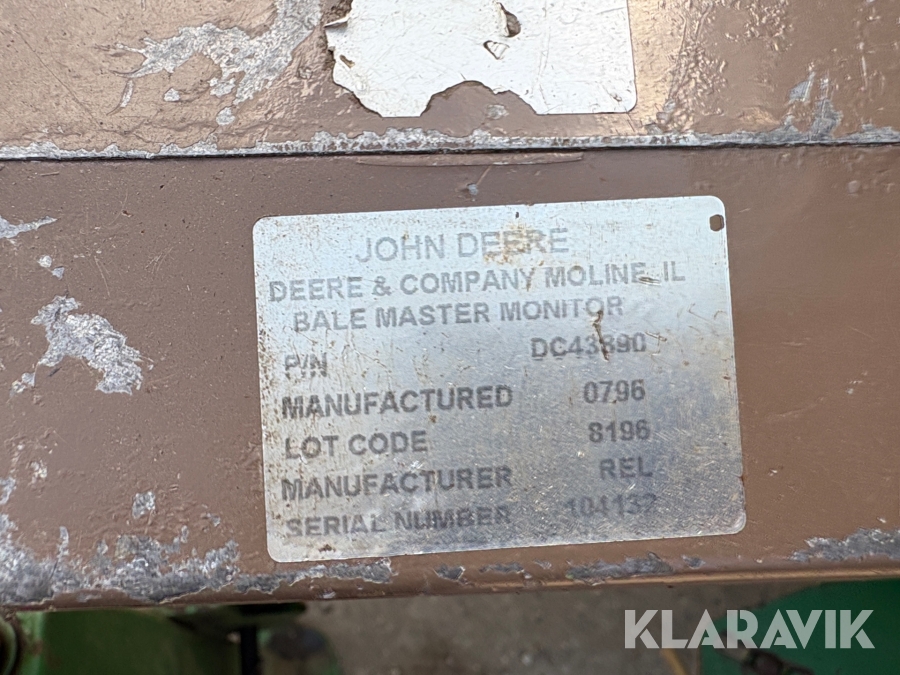 JOHN DEERE
DEERE & COMPANY MOLINE, IL
BALE MASTER MONITOR
P/N DC43890
MANUFACTURED 0796
LOT CODE 8196
MANUFACTURER REL
SERIAL NUMBER 104132
KLARAVIK